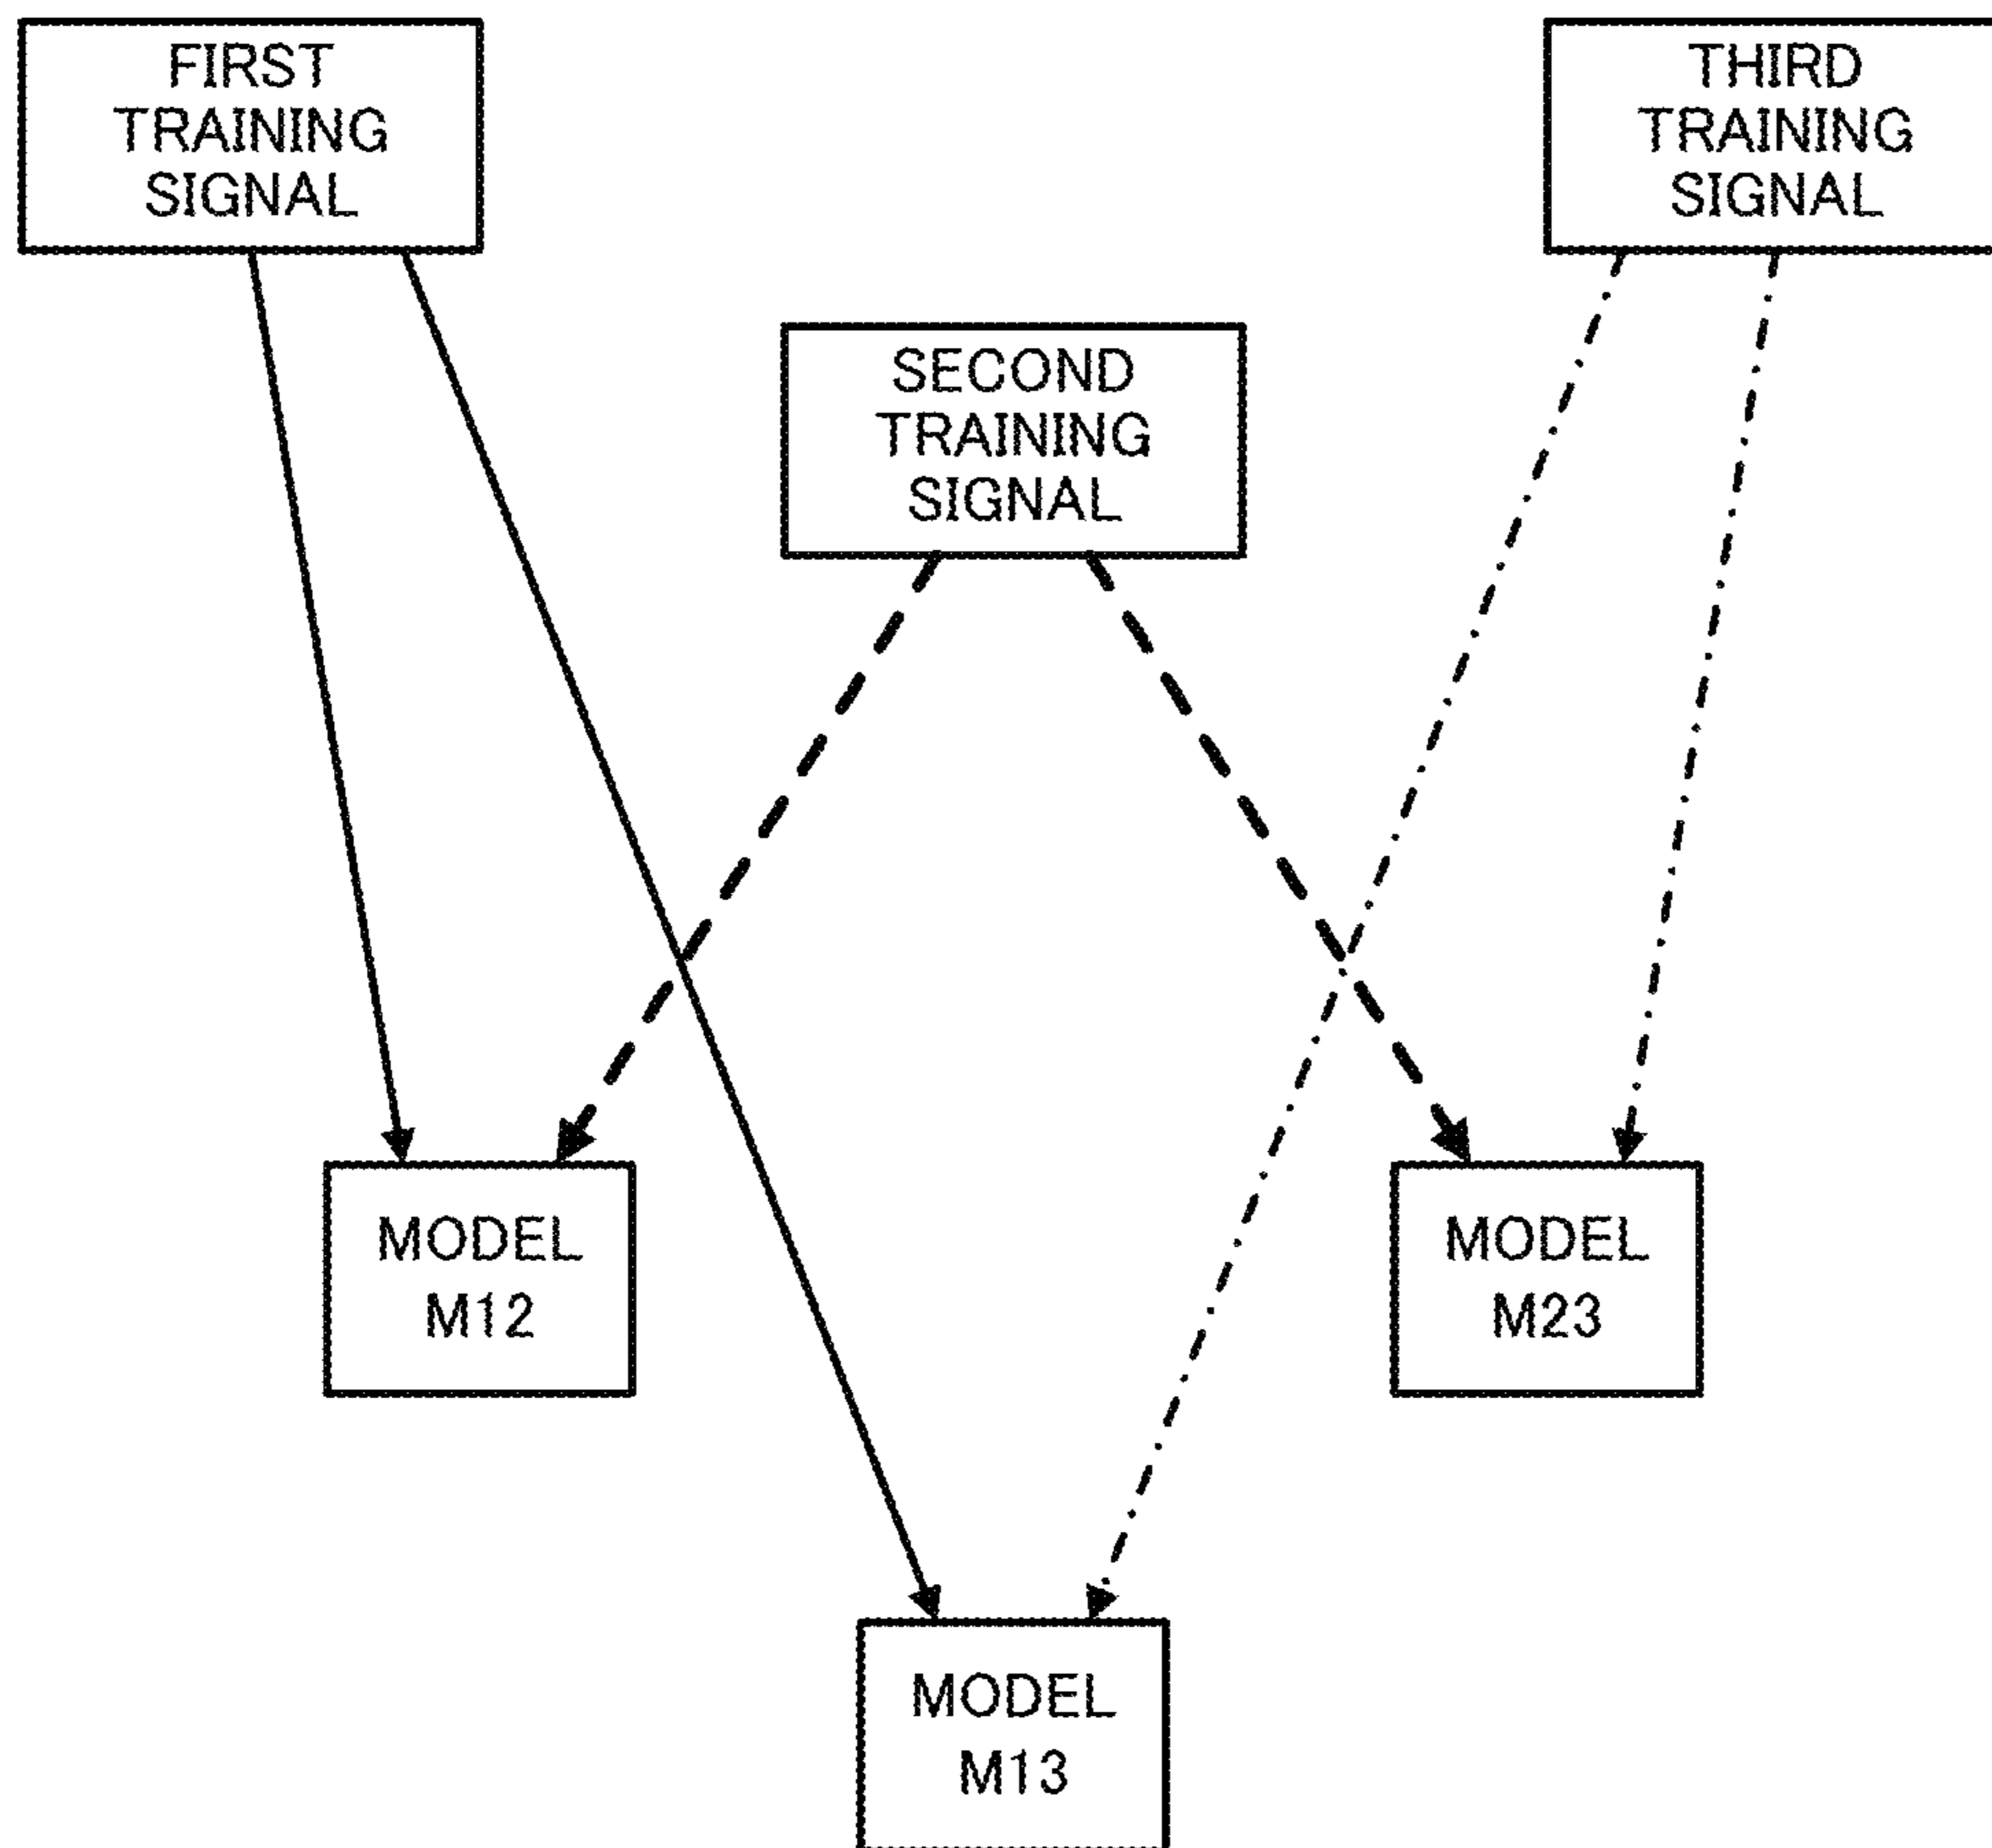 FIRST
TRAINING
SIGNAL
THIRD
TRAINING
SIGNAL
SECOND
TRAINING
SIGNAL
MODEL
M12
MODEL
M23
MODEL
M13